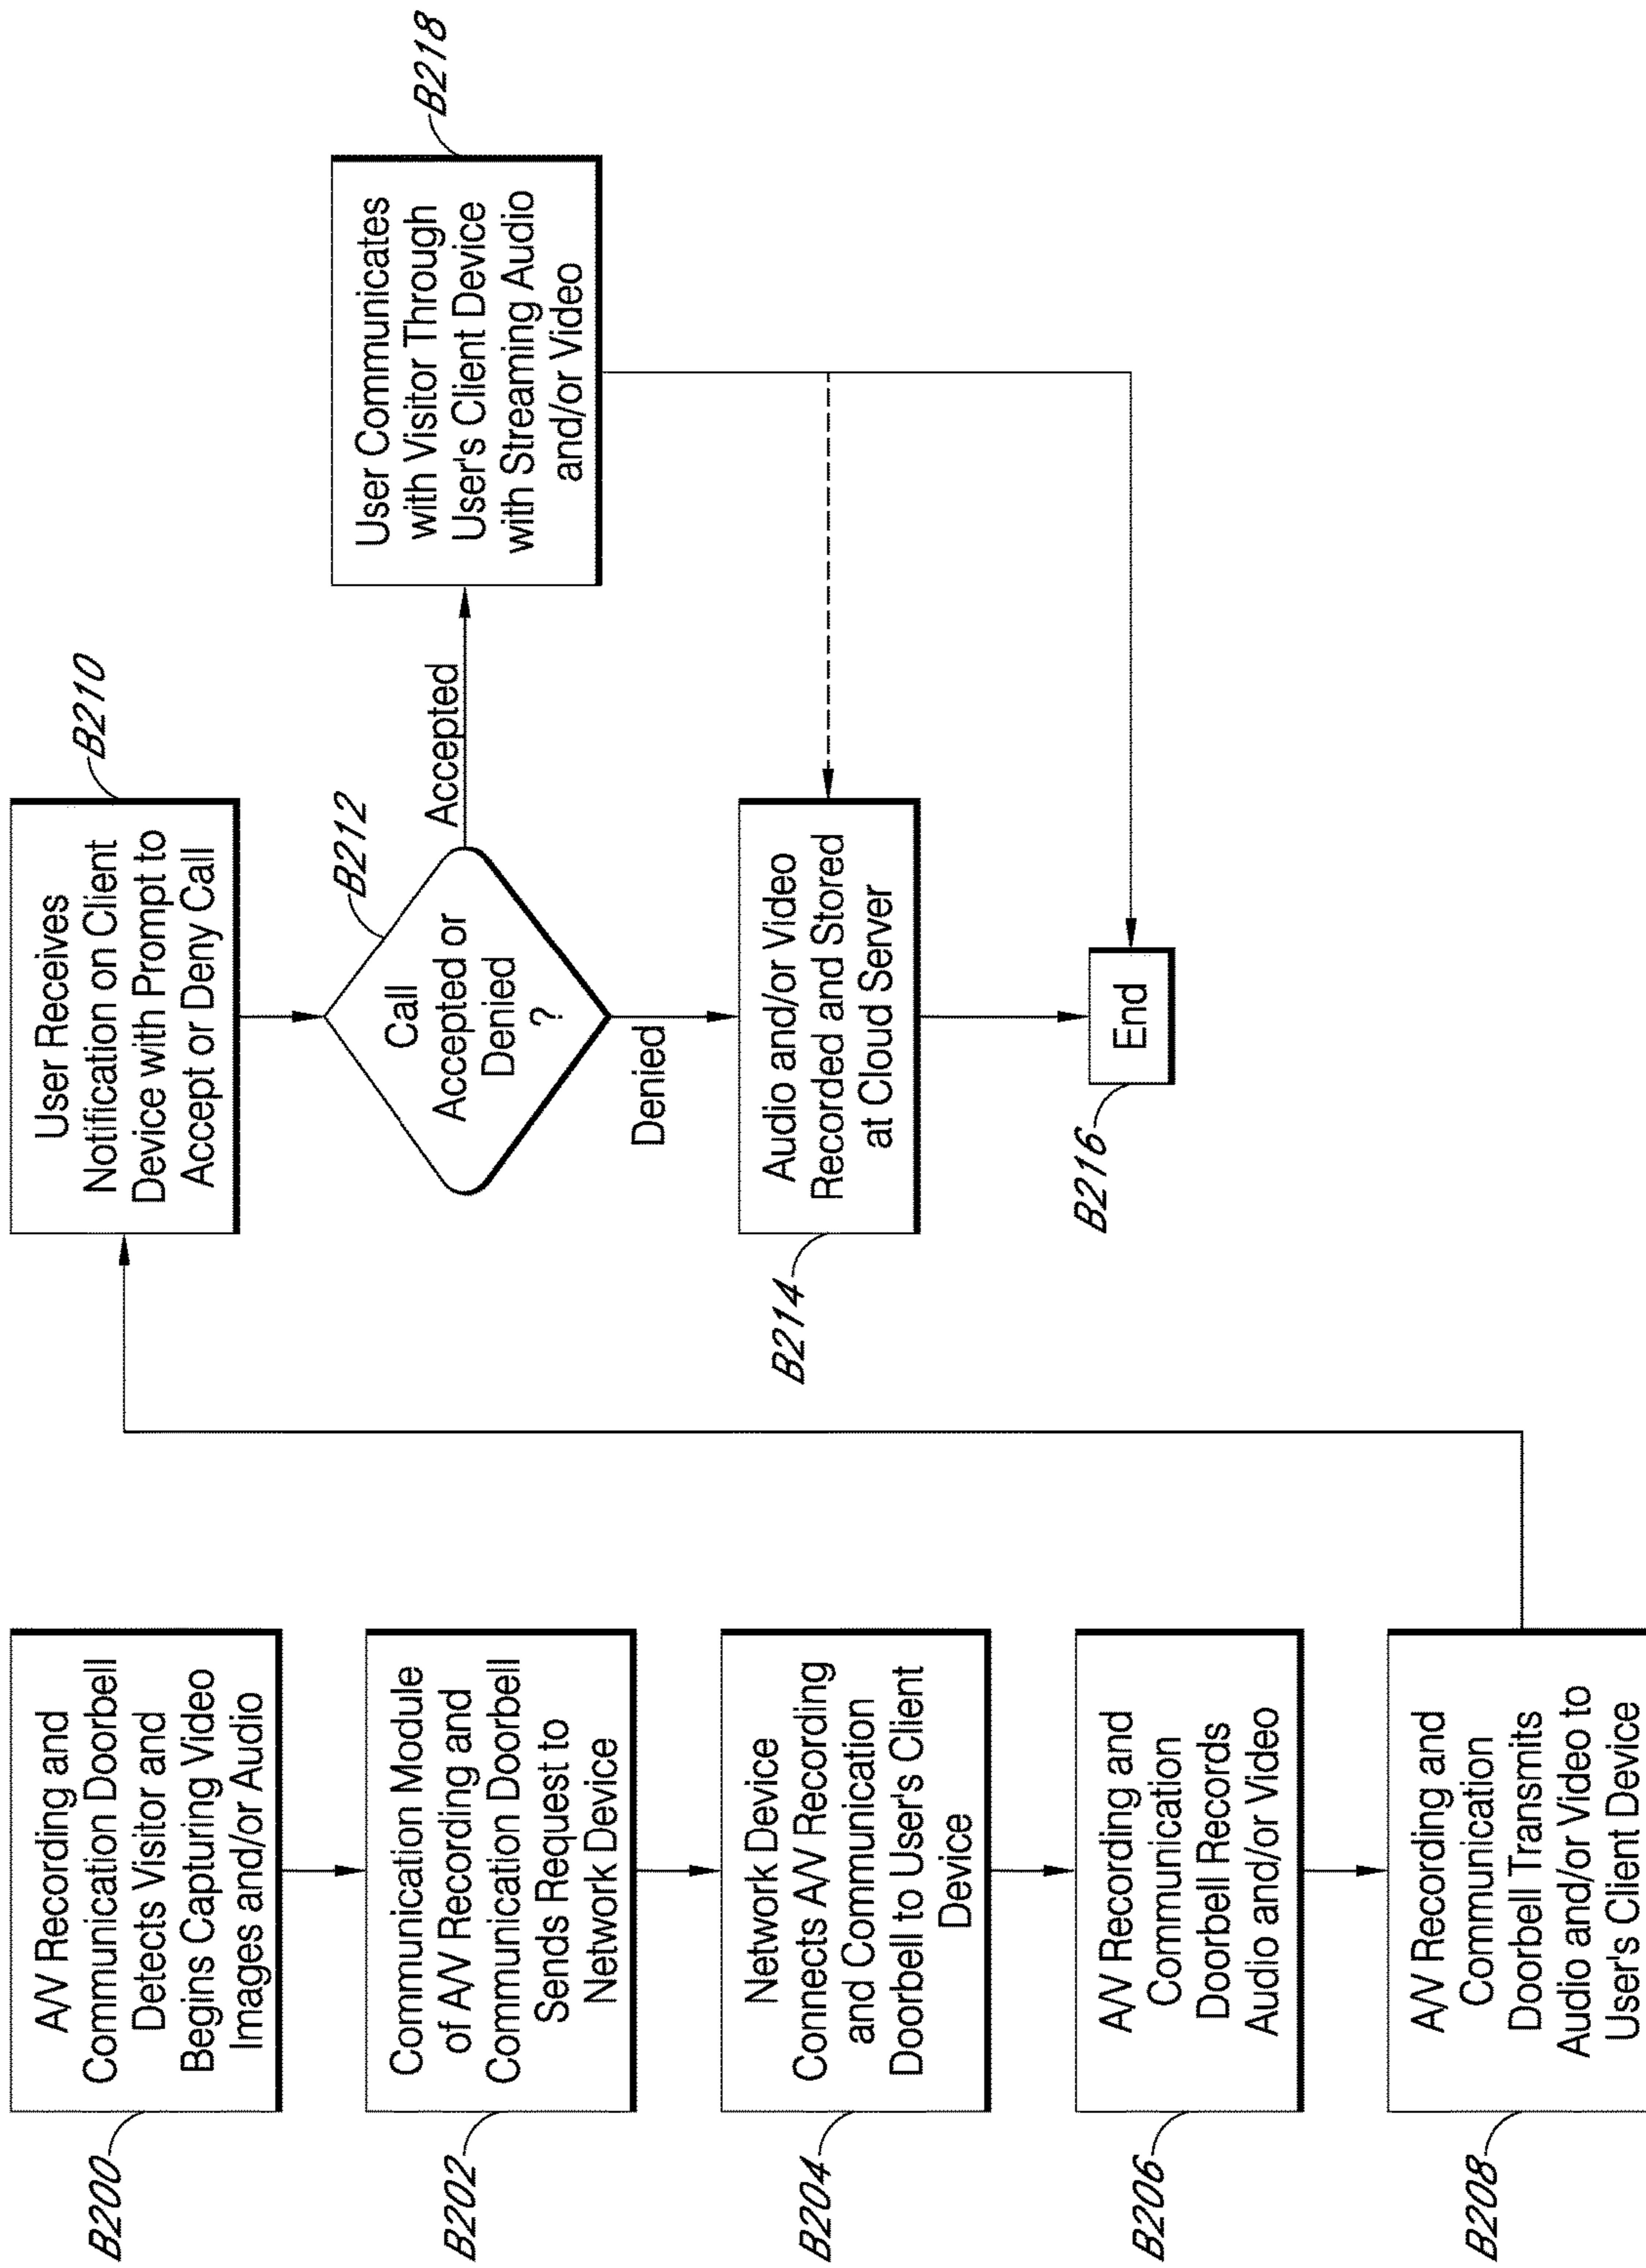 B200
A/V Recording and
Communication Doorbell
Detects Visitor and
Begins Capturing Video
Images and/or Audio
B202
Communication Module
of A/V Recording and
Communication Doorbell
Sends Request to
Network Device
B204
Network Device
Connects A/V Recording
and Communication
Doorbell to User's Client
Device
B206
A/V Recording and
Communication
Doorbell Records
Audio and/or Video
B208
A/V Recording and
Communication
Doorbell Transmits
Audio and/or Video to
User's Client Device
B210
User Receives
Notification on Client
Device with Prompt to
Accept or Deny Call
B212
Call
Accepted or
Denied
?
Accepted
Denied
B218
User Communicates
with Visitor Through
User's Client Device
with Streaming Audio
and/or Video
B214
Audio and/or Video
Recorded and Stored
at Cloud Server
B216
End